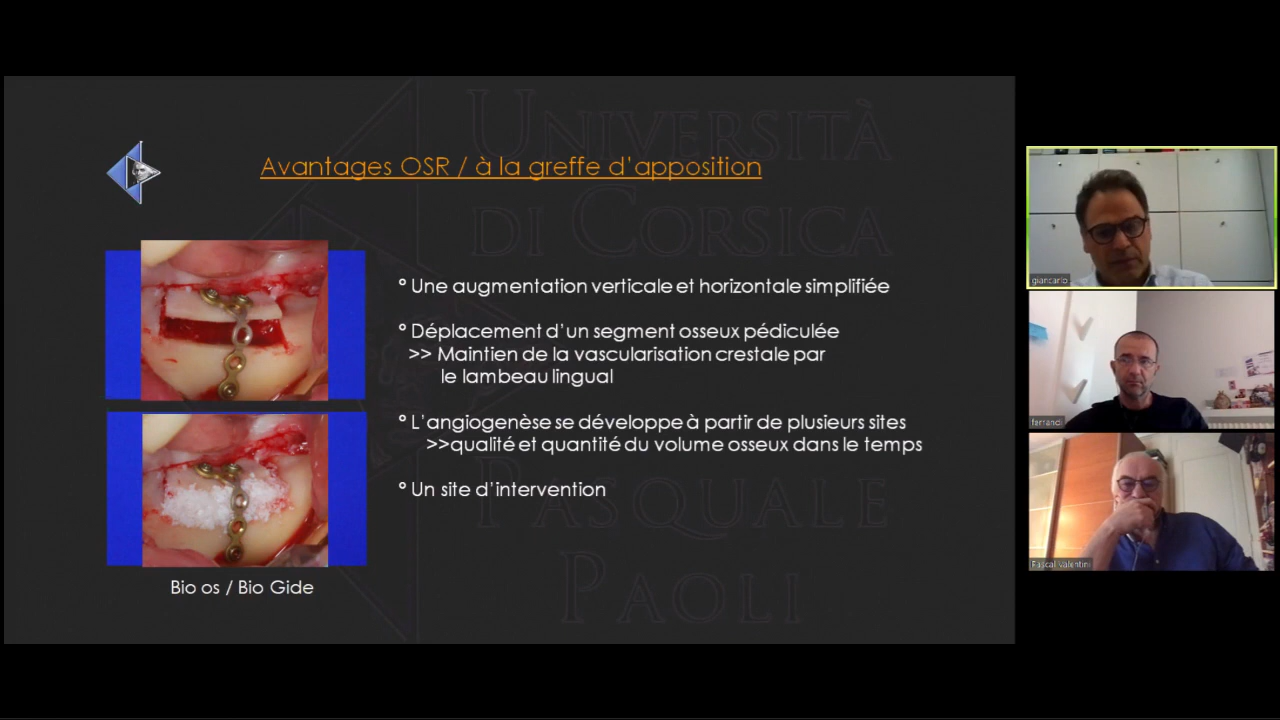 UNIVERSITÀ
DI CORSICA
PASQUALE
PAOLI
Avantages OSR / à la greffe d'apposition
° Une augmentation verticale et horizontale simplifiée
° Déplacement d'un segment osseux pédiculée
>> Maintien de la vascularisation crestale par
le lambeau lingual
° L'angiogenèse se développe à partir de plusieurs sites
>>qualité et quantité du volume osseux dans le temps
° Un site d'intervention
Bio os / Bio Gide
giancarlo
ferrandi
Pascal Valentini